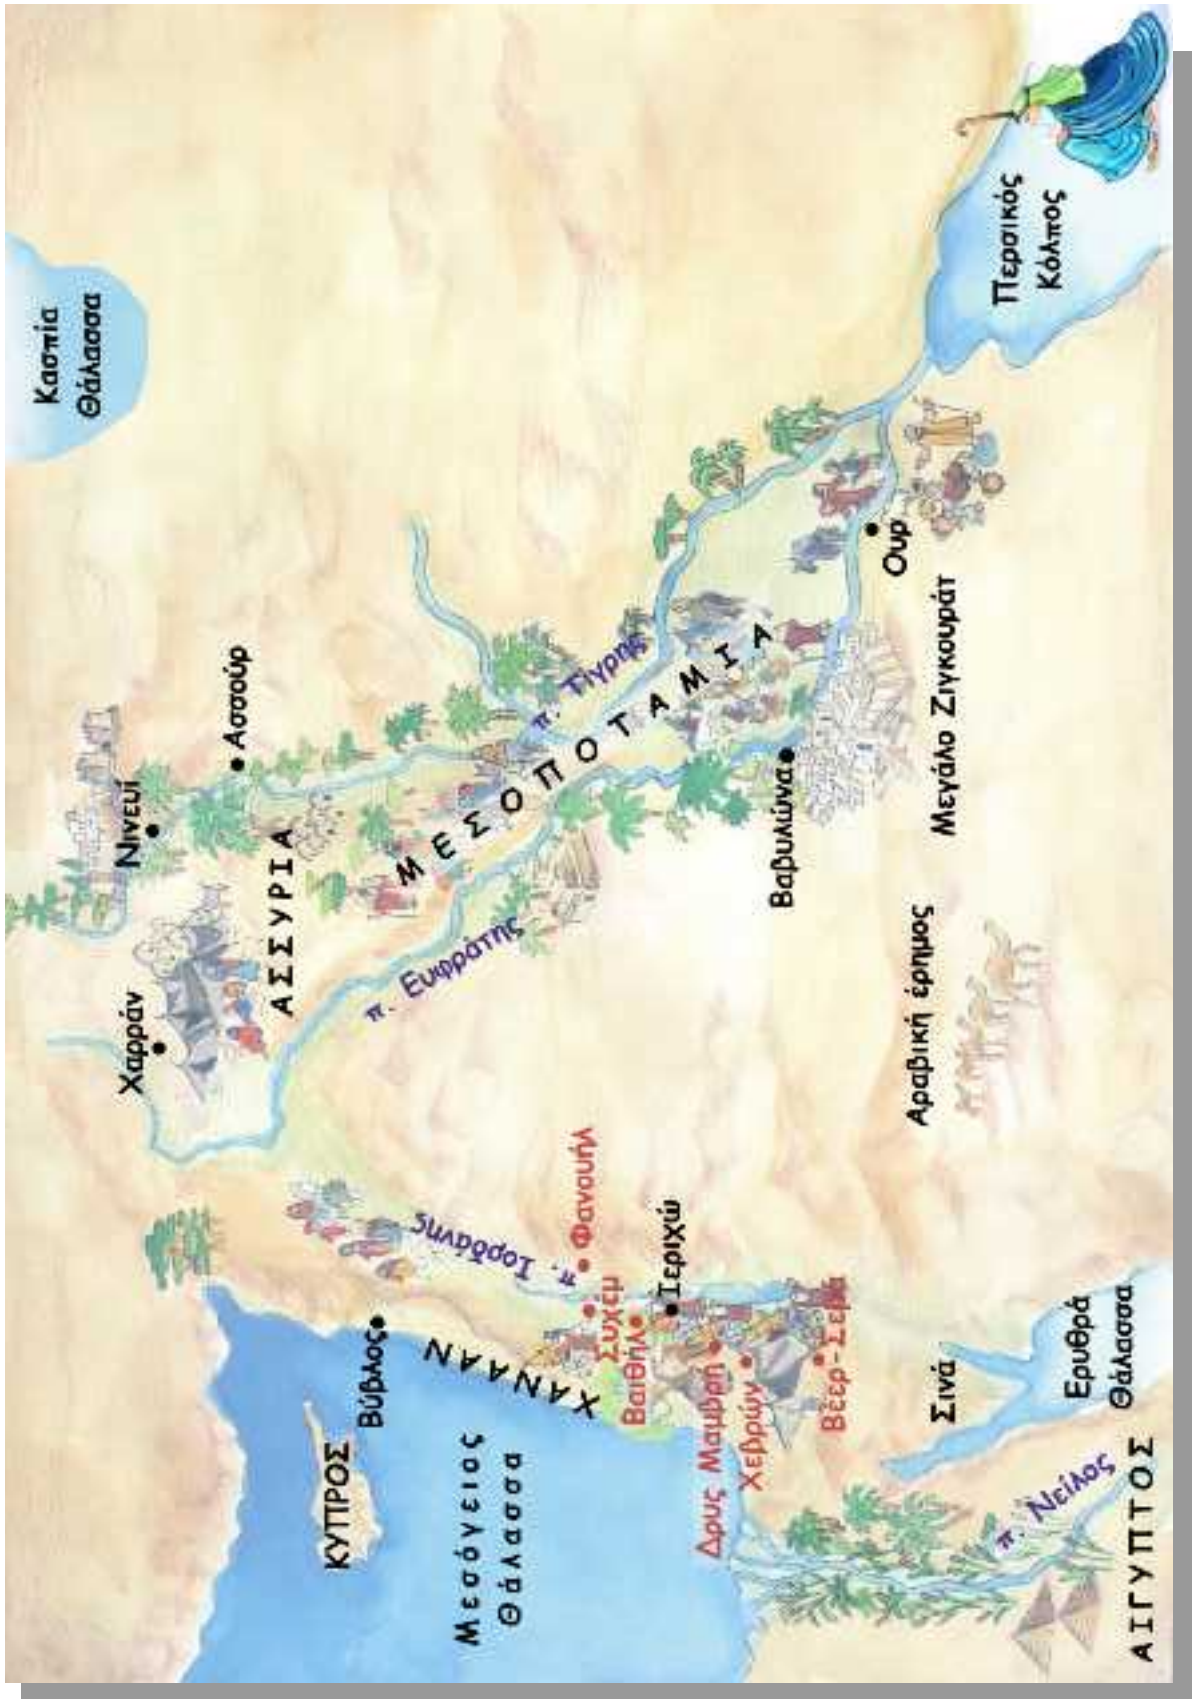 Κασπία
Θάλασσα
Νινευί
Ασσούρ
Χαρράν
ΑΣΣΥΡΙΑ
ΜΕΣΟΠΟΤΑΜΙΑ
π. Τίγρης
π. Ευφράτης
Βαβυλώνα
Ουρ
Μεγάλο Ζιγκουράτ
Περσικός
Κόλπος
Αραβική έρημος
ΚΥΠΡΟΣ
Βύβλος
Μεσόγειος
Θάλασσα
ΧΑΝΑΑΝ
π. Ιορδάνης
Φανουήλ
Συχέμ
Βαιθήλ
Ιεριχώ
Δρυς Μαμβρή
Χεβρών
Βέερ-Σεβά
Σινά
Ερυθρά
Θάλασσα
π. Νείλος
ΑΙΓΥΠΤΟΣ